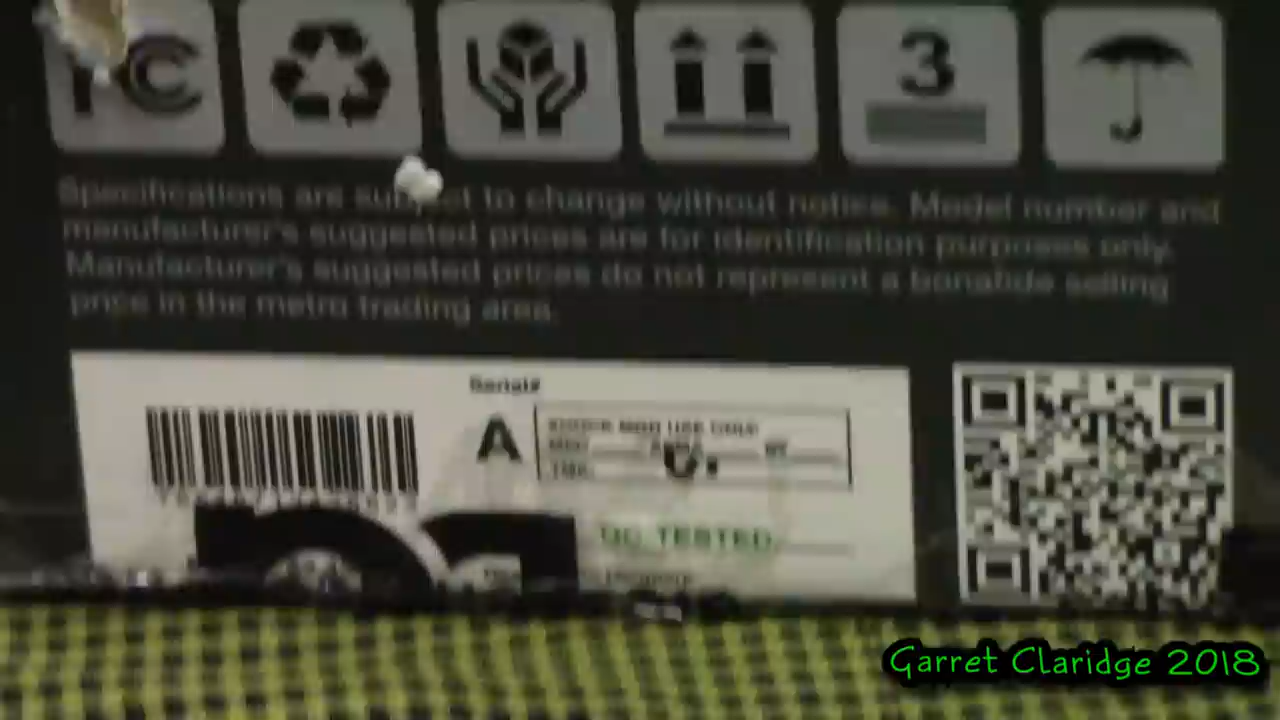 FC
3
Specifications are subject to change without notice. Model number and
manufacturer's suggested prices are for identification purposes only.
Manufacturer's suggested prices do not represent a bonafide selling
price in the metro trading area.
Serial#
A
QC TESTED
Garret Claridge 2018